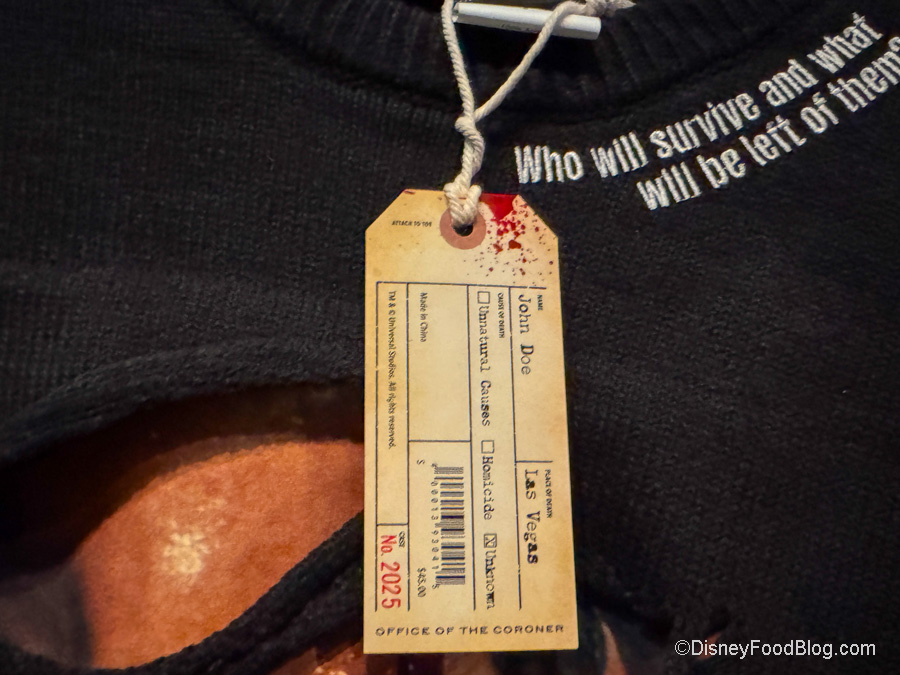 Who will survive and what
will be left of them?
ATTACH TO TOE
NAME
John Doe
PLACE OF DEATH
Las Vegas
CAUSE OF DEATH
Unnatural Causes Homicide X Unknown
Made in China
S
$45.00
TM & © Universal Studios. All rights reserved.
CASE
No. 2025
OFFICE OF THE CORONER
©DisneyFoodBlog.com